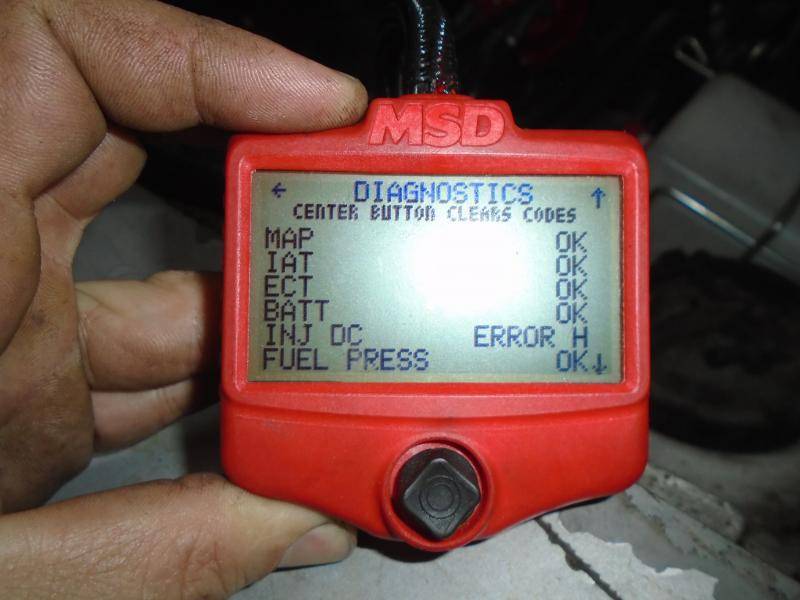 MSD
← DIAGNOSTICS ↑
CENTER BUTTON CLEARS CODES
MAP OK
IAT OK
ECT OK
BATT OK
INJ DC ERROR H
FUEL PRESS OK↓